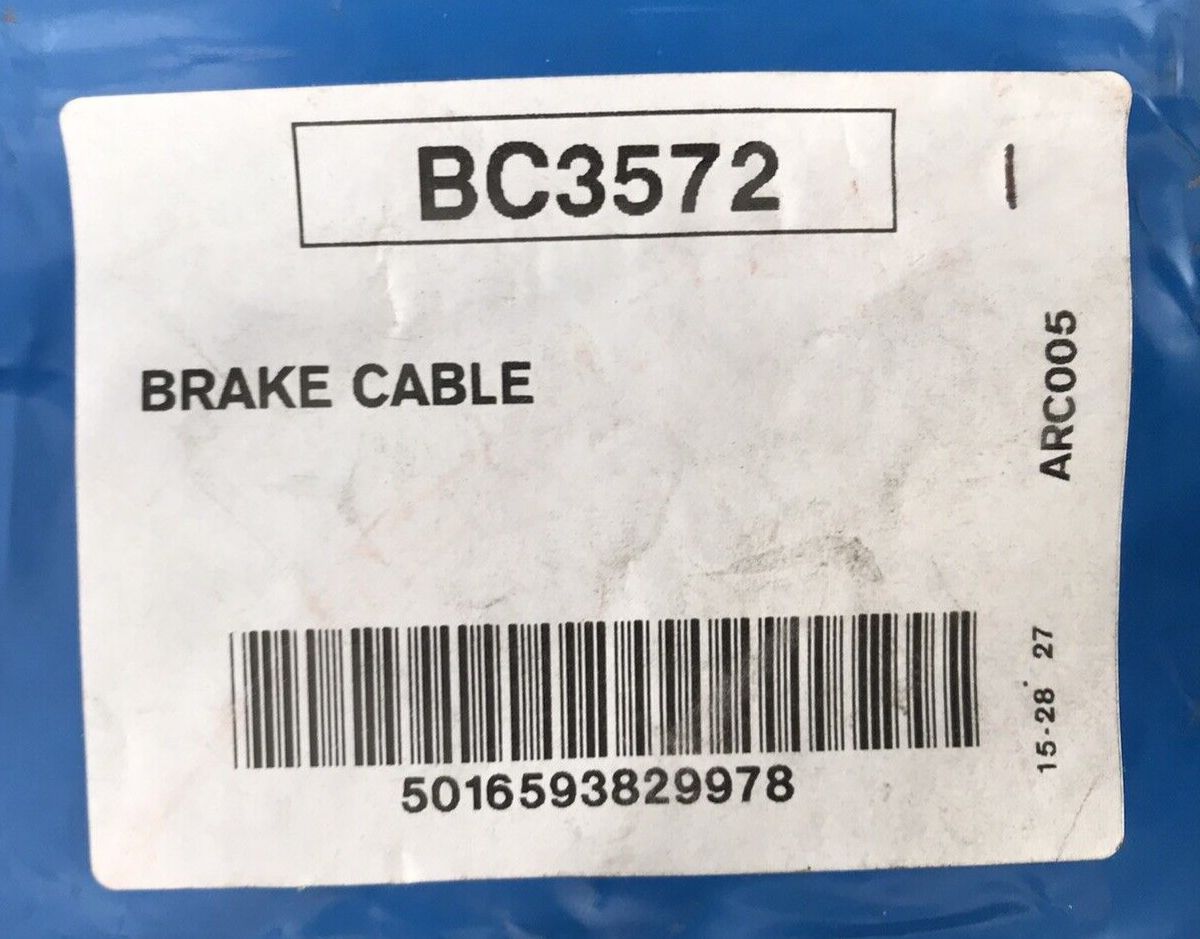 BC3572
BRAKE CABLE
5016593829978
ARC005
15-28 27